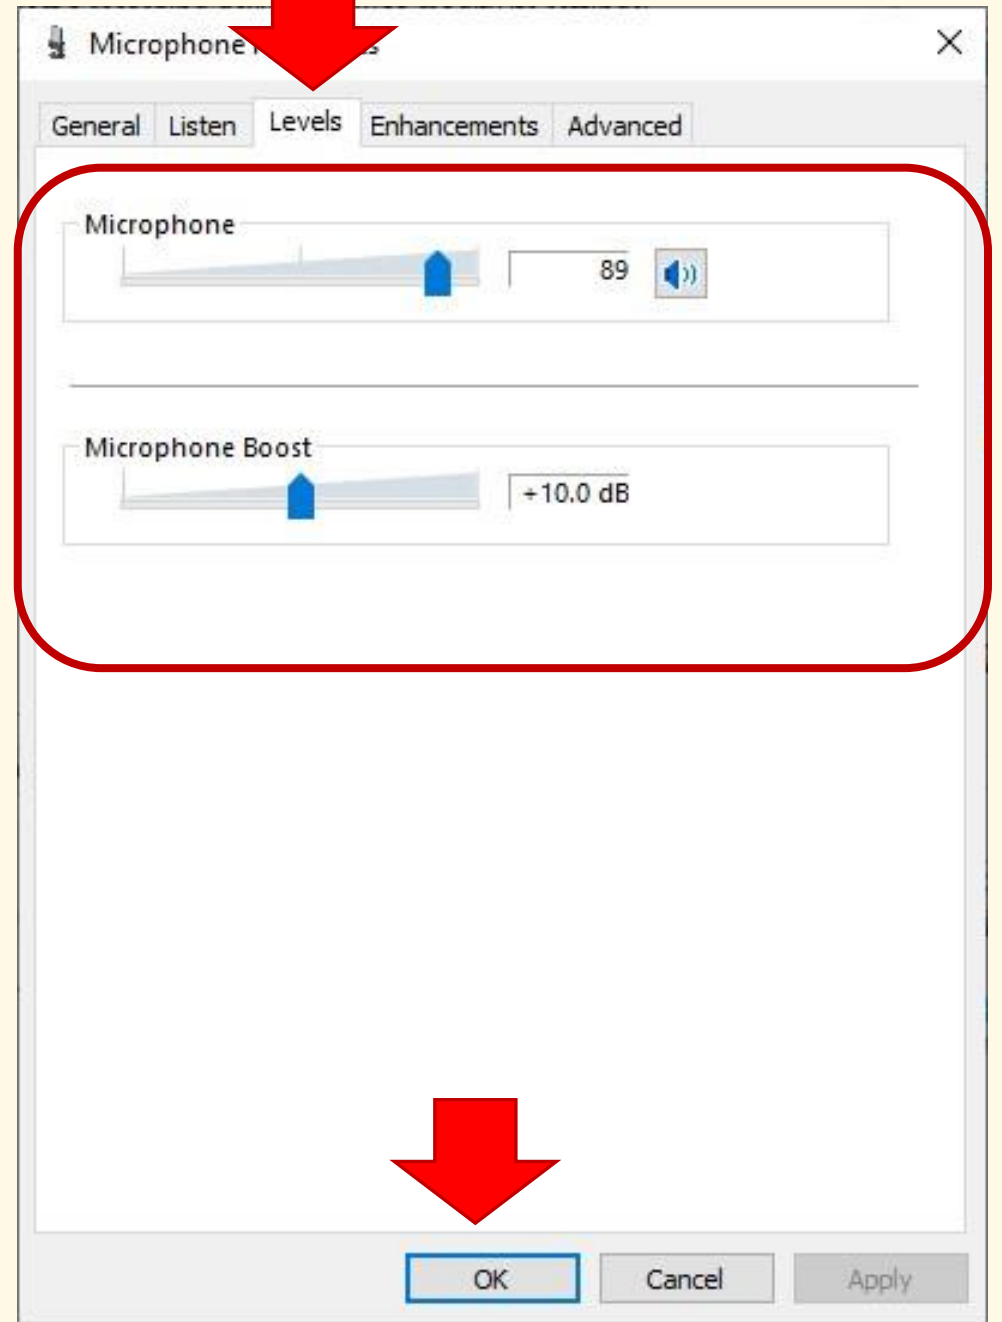 Microphone
General Listen Levels Enhancements Advanced
Microphone
89
Microphone Boost
+10.0 dB
OK Cancel Apply